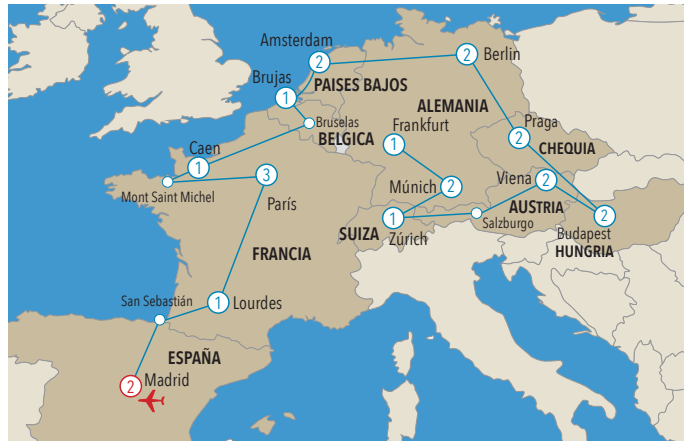 Amsterdam
2
2
Berlin
Brujas
1
PAISES BAJOS
ALEMANIA
Bruselas
BELGICA
Frankfurt
1
Praga
2
CHEQUIA
Caen
1
3
París
Mont Saint Michel
Múnich
2
Viena
2
AUSTRIA
SUIZA
1
Zúrich
Salzburgo
2
Budapest
HUNGRIA
FRANCIA
San Sebastián
1
Lourdes
ESPAÑA
2
Madrid